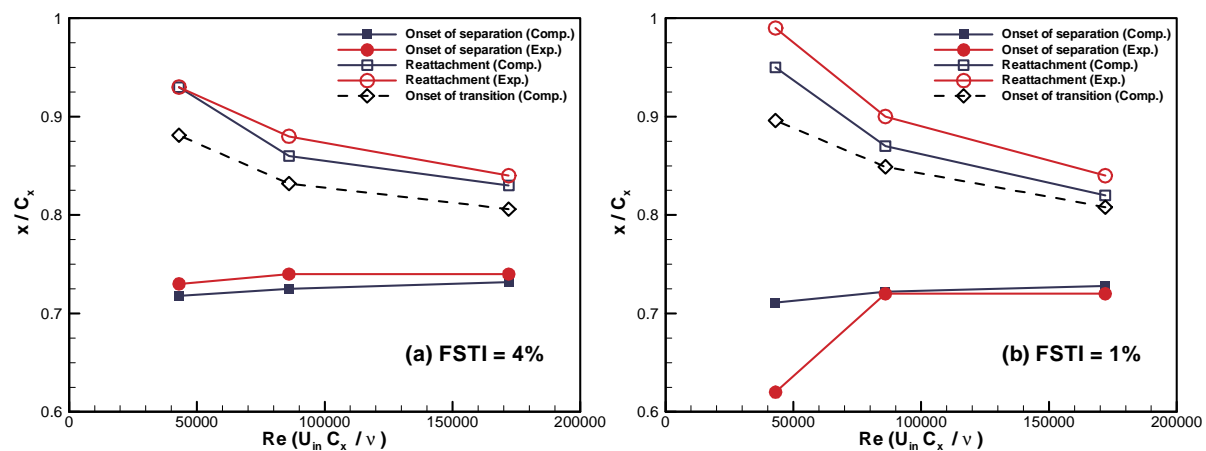 1
0.9
0.8
0.7
0.6
x / C_x
0
50000
100000
150000
200000
Re (U_in C_x / ν)
Onset of separation (Comp.)
Onset of separation (Exp.)
Reattachment (Comp.)
Reattachment (Exp.)
Onset of transition (Comp.)
(a) FSTI = 4%
1
0.9
0.8
0.7
0.6
x / C_x
0
50000
100000
150000
200000
Re (U_in C_x / ν)
Onset of separation (Comp.)
Onset of separation (Exp.)
Reattachment (Comp.)
Reattachment (Exp.)
Onset of transition (Comp.)
(b) FSTI = 1%